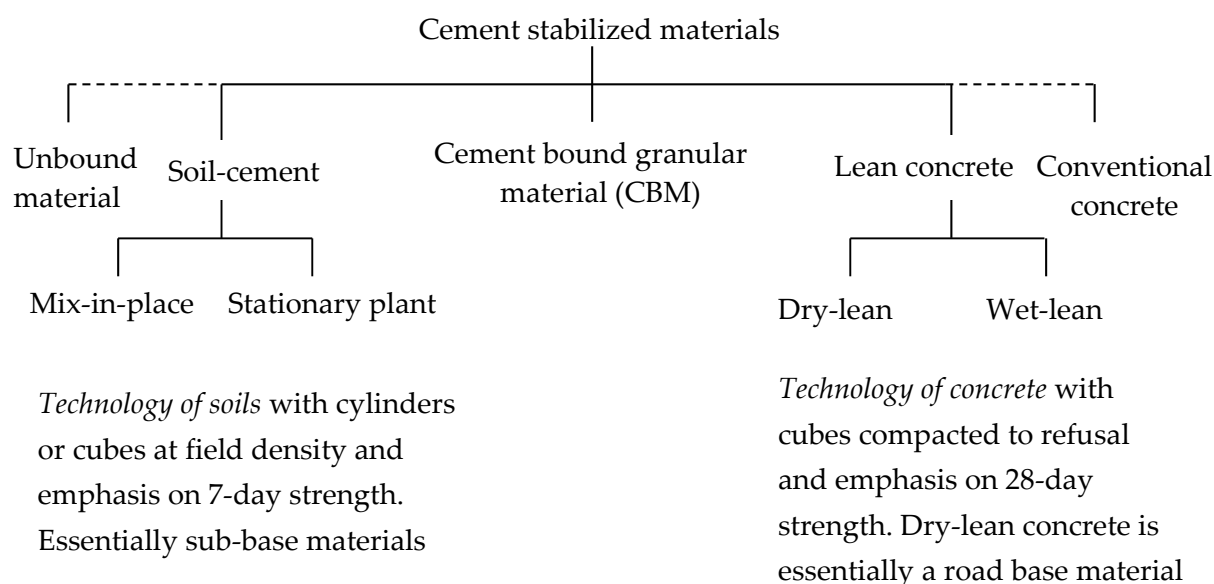 Cement stabilized materials
Unbound
material
Soil-cement
Cement bound granular
material (CBM)
Lean concrete
Conventional
concrete
Mix-in-place
Stationary plant
Dry-lean
Wet-lean
Technology of soils with cylinders
or cubes at field density and
emphasis on 7-day strength.
Essentially sub-base materials
Technology of concrete with
cubes compacted to refusal
and emphasis on 28-day
strength. Dry-lean concrete is
essentially a road base material